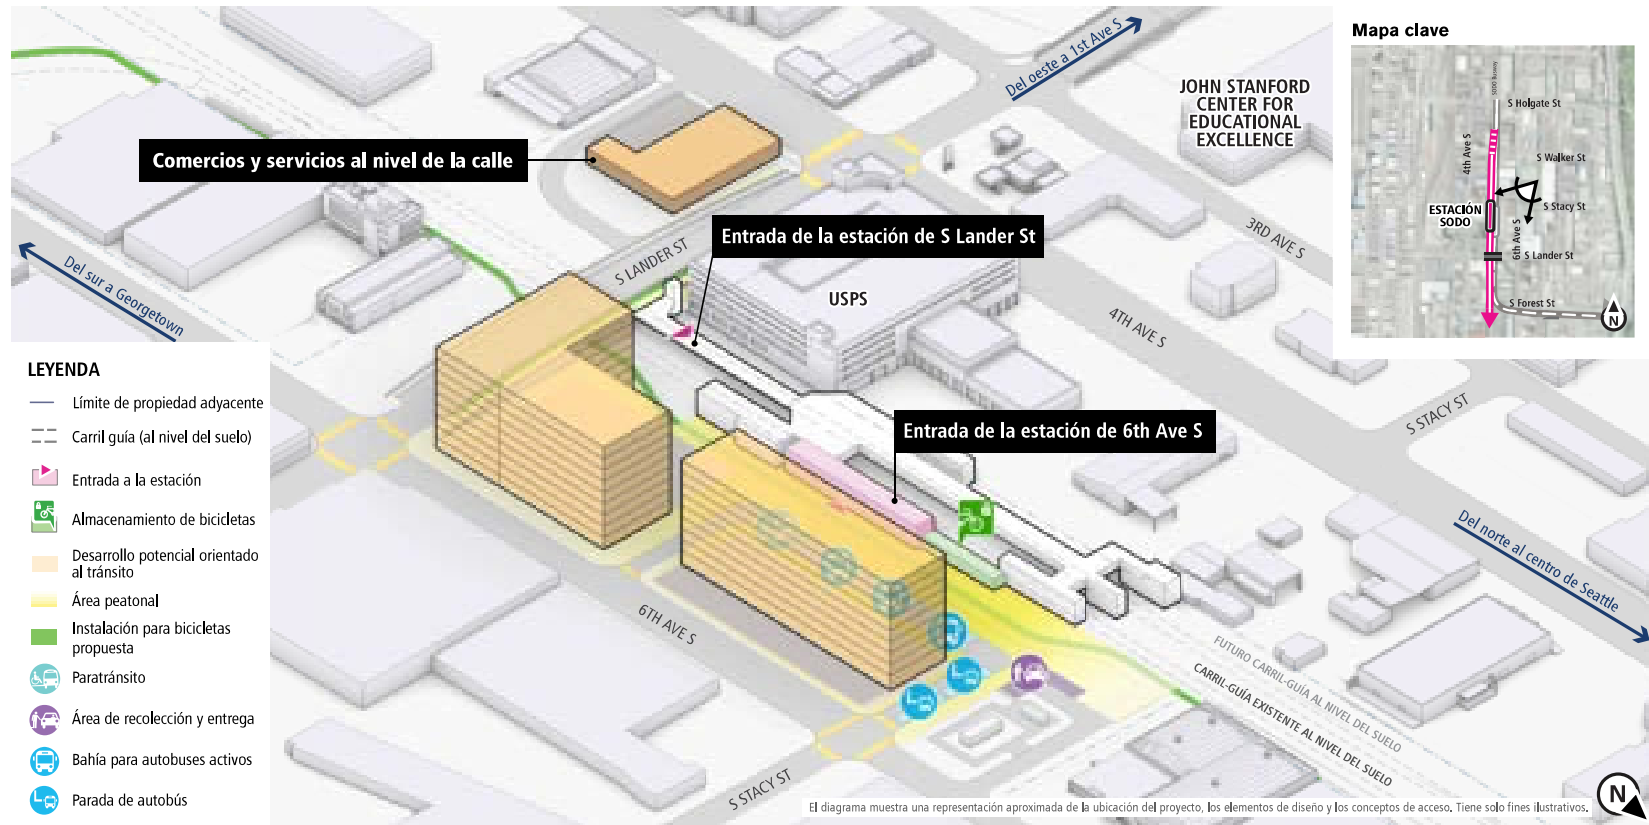 Del oeste a 1st Ave S
JOHN STANFORD
CENTER FOR
EDUCATIONAL
EXCELLENCE
Comercios y servicios al nivel de la calle
Entrada de la estación de S Lander St
S LANDER ST
3RD AVE S
USPS
4TH AVE S
Del sur a Georgetown
Entrada de la estación de 6th Ave S
S STACY ST
Del norte al centro de Seattle
6TH AVE S
S STACY ST
FUTURO CARRIL-GUÍA AL NIVEL DEL SUELO
CARRIL-GUÍA EXISTENTE AL NIVEL DEL SUELO
Mapa clave
SODO Busway
S Holgate St
4th Ave S
S Walker St
S Stacy St
ESTACIÓN
SODO
6th Ave S
S Lander St
S Forest St
N
LEYENDA
Límite de propiedad adyacente
Carril guía (al nivel del suelo)
Entrada a la estación
Almacenamiento de bicicletas
Desarrollo potencial orientado
al tránsito
Área peatonal
Instalación para bicicletas
propuesta
Paratránsito
Área de recolección y entrega
Bahía para autobuses activos
Parada de autobús
El diagrama muestra una representación aproximada de la ubicación del proyecto, los elementos de diseño y los conceptos de acceso. Tiene solo fines ilustrativos.
N